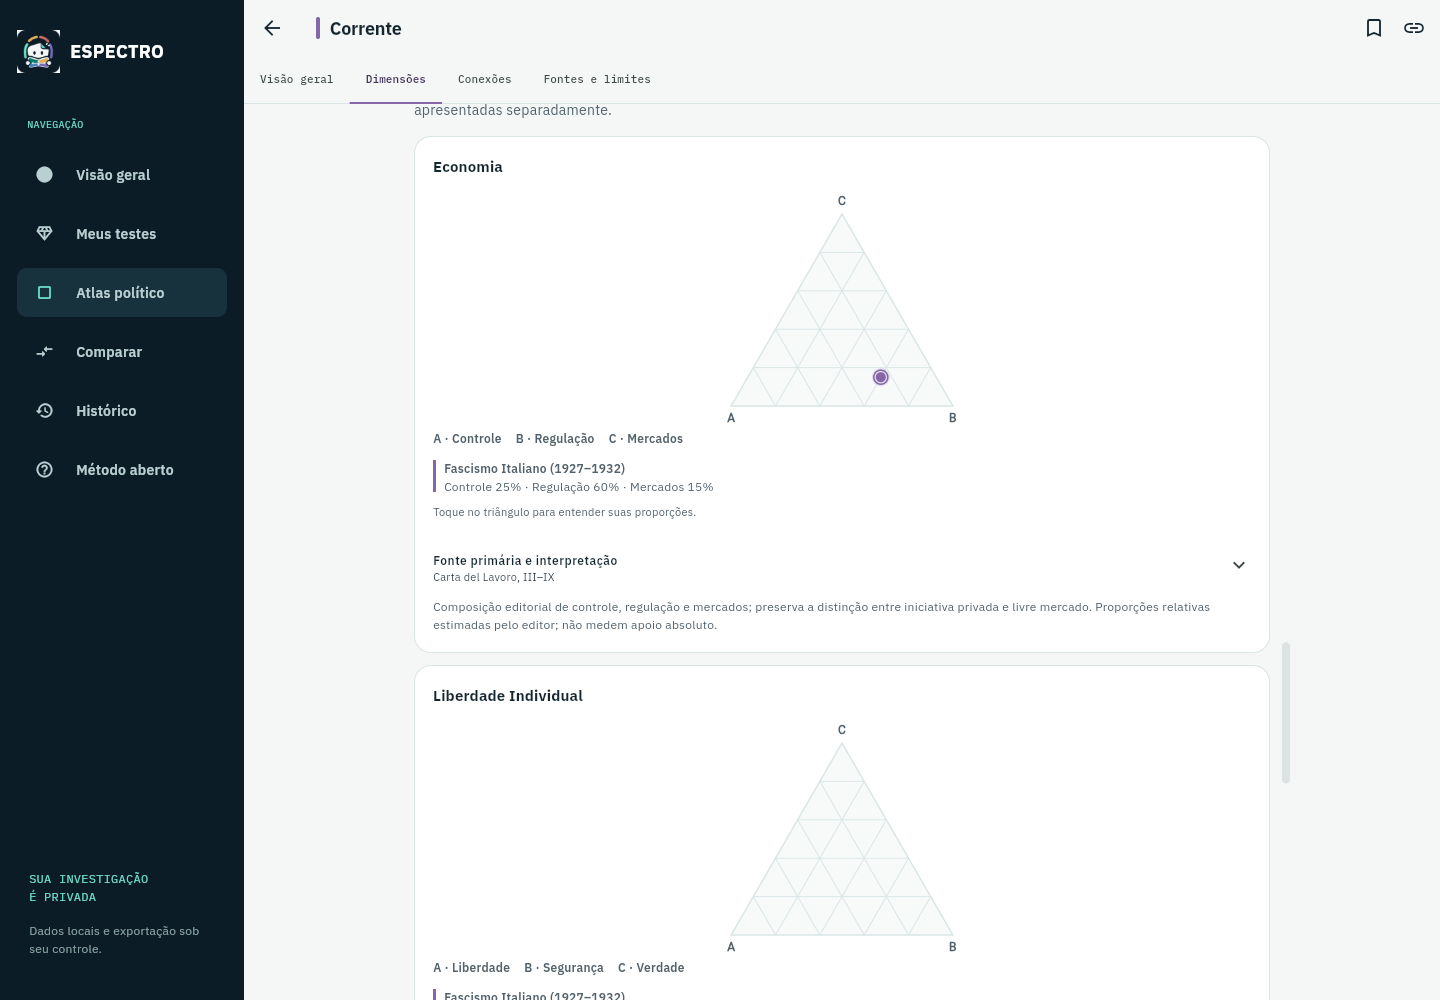 ESPECTRO
NAVEGAÇÃO
Visão geral
Meus testes
Atlas político
Comparar
Histórico
Método aberto
SUA INVESTIGAÇÃO
É PRIVADA
Dados locais e exportação sob
seu controle.
Corrente
Visão geral
Dimensões
Conexões
Fontes e limites
apresentadas separadamente.
Economia
C
A
B
A · Controle B · Regulação C · Mercados
Fascismo Italiano (1927–1932)
Controle 25% · Regulação 60% · Mercados 15%
Toque no triângulo para entender suas proporções.
Fonte primária e interpretação
Carta del Lavoro, III–IX
Composição editorial de controle, regulação e mercados; preserva a distinção entre iniciativa privada e livre mercado. Proporções relativas
estimadas pelo editor; não medem apoio absoluto.
Liberdade Individual
C
A
B
A · Liberdade B · Segurança C · Verdade
Fascismo Italiano (1927–1932)